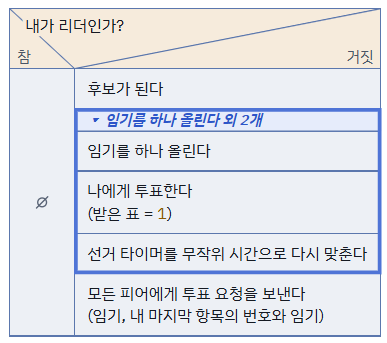 내가 리더인가?
참
거짓
후보가 된다
▼ 임기를 하나 올린다 외 2개
임기를 하나 올린다
∅
나에게 투표한다
(받은 표 = 1)
선거 타이머를 무작위 시간으로 다시 맞춘다
모든 피어에게 투표 요청을 보낸다
(임기, 내 마지막 항목의 번호와 임기)